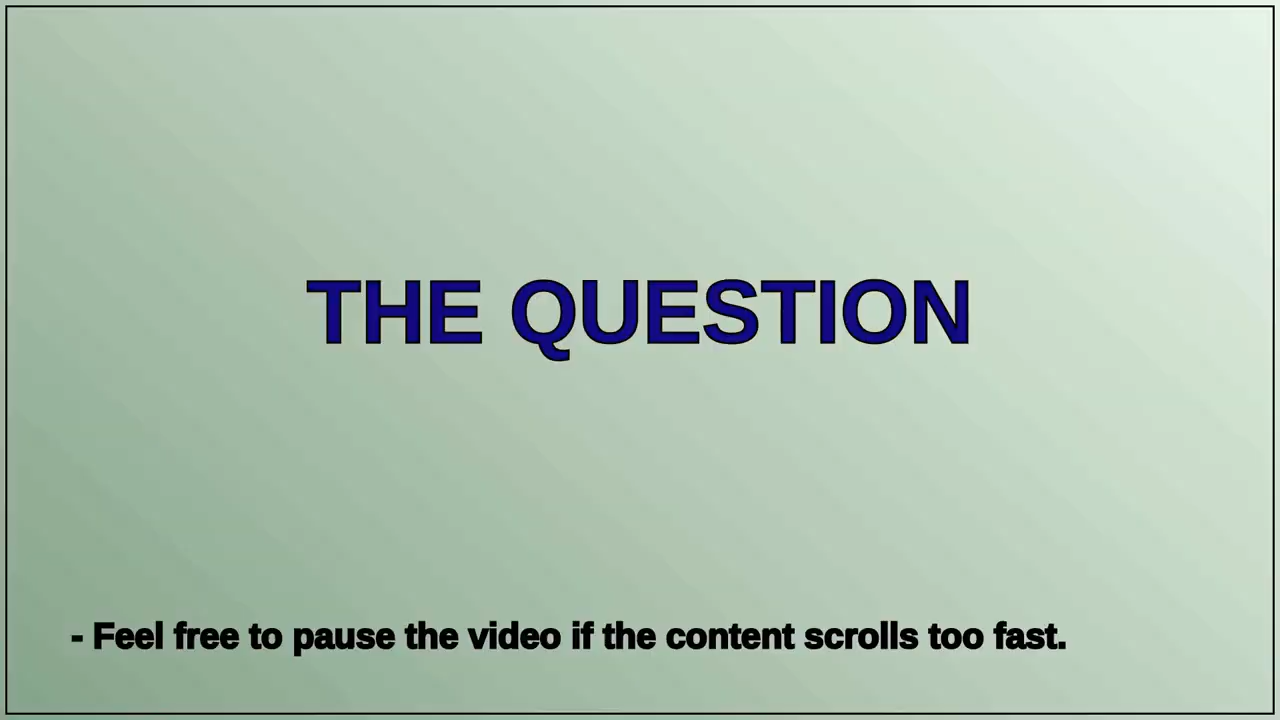 THE QUESTION
- Feel free to pause the video if the content scrolls too fast.